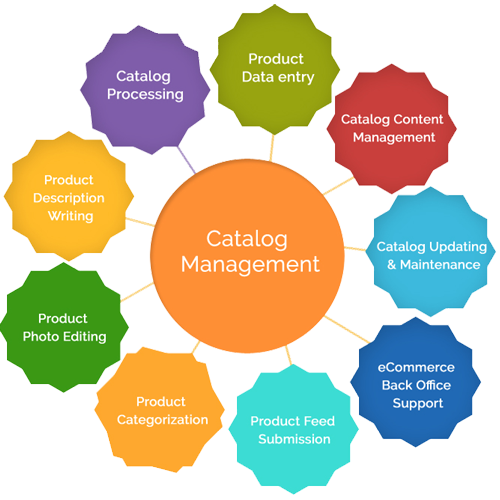 Product
Data entry
Catalog
Processing
Catalog Content
Management
Product
Description
Writing
Catalog
Management
Catalog Updating
& Maintenance
Product
Photo Editing
eCommerce
Back Office
Support
Product
Categorization
Product Feed
Submission